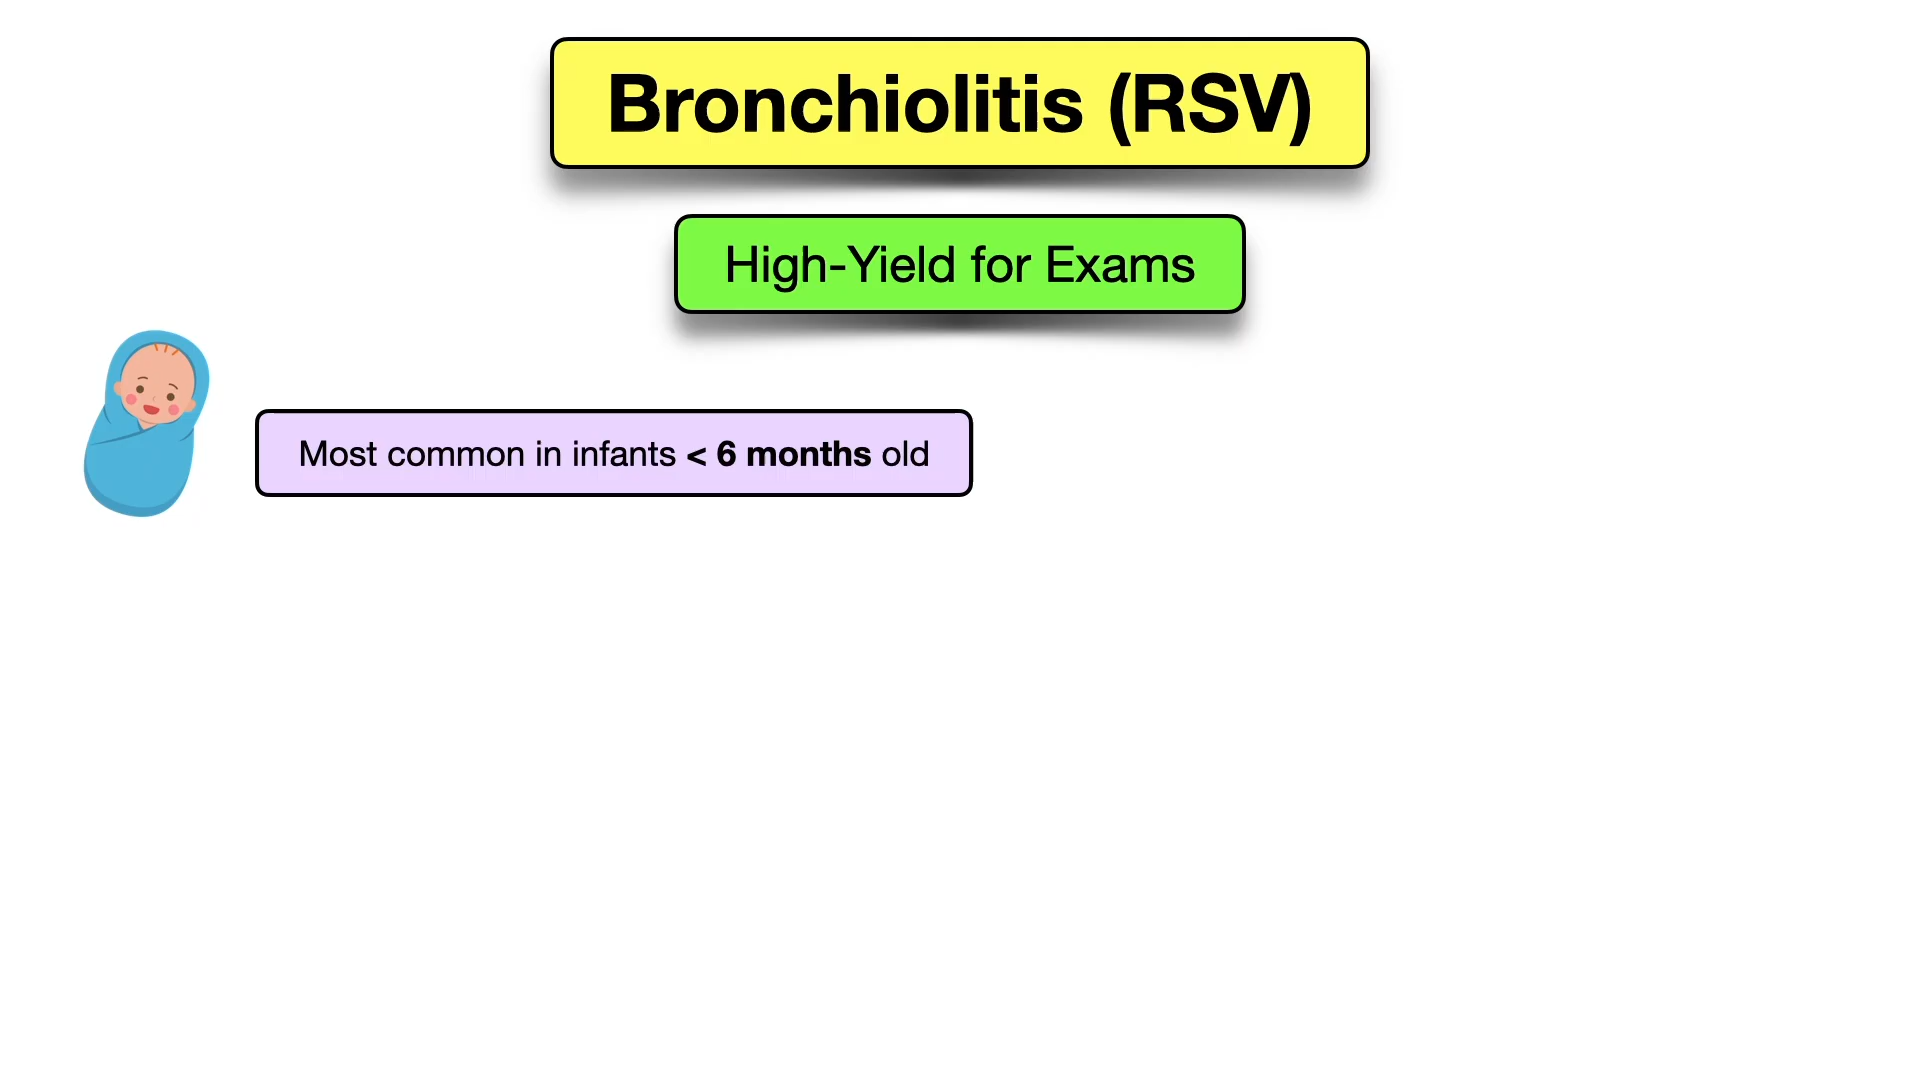 Bronchiolitis (RSV)
High-Yield for Exams
Most common in infants < 6 months old